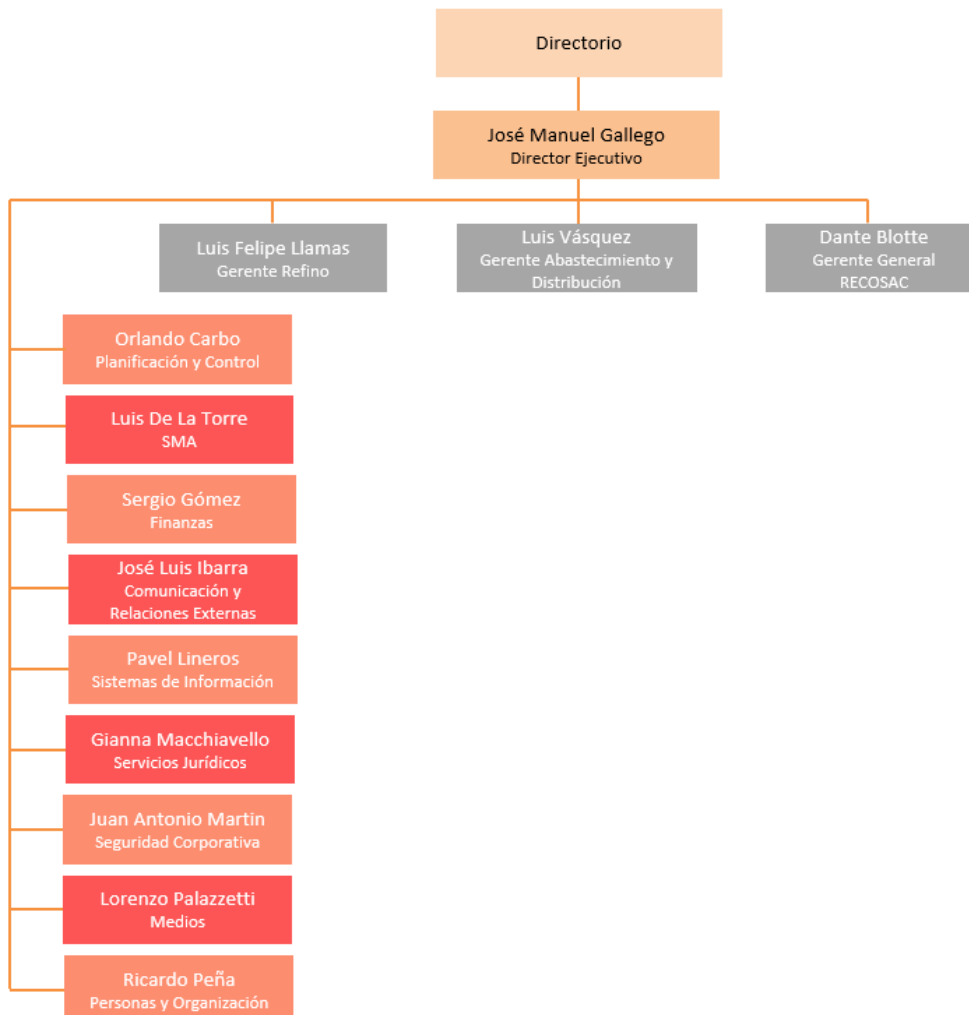 Directorio
José Manuel Gallego
Director Ejecutivo
Luis Felipe Llamas
Gerente Refino
Luis Vásquez
Gerente Abastecimiento y
Distribución
Dante Blotte
Gerente General
RECOSAC
Orlando Carbo
Planificación y Control
Luis De La Torre
SMA
Sergio Gómez
Finanzas
José Luis Ibarra
Comunicación y
Relaciones Externas
Pavel Lineros
Sistemas de Información
Gianna Macchiavello
Servicios Jurídicos
Juan Antonio Martin
Seguridad Corporativa
Lorenzo Palazzetti
Medios
Ricardo Peña
Personas y Organización